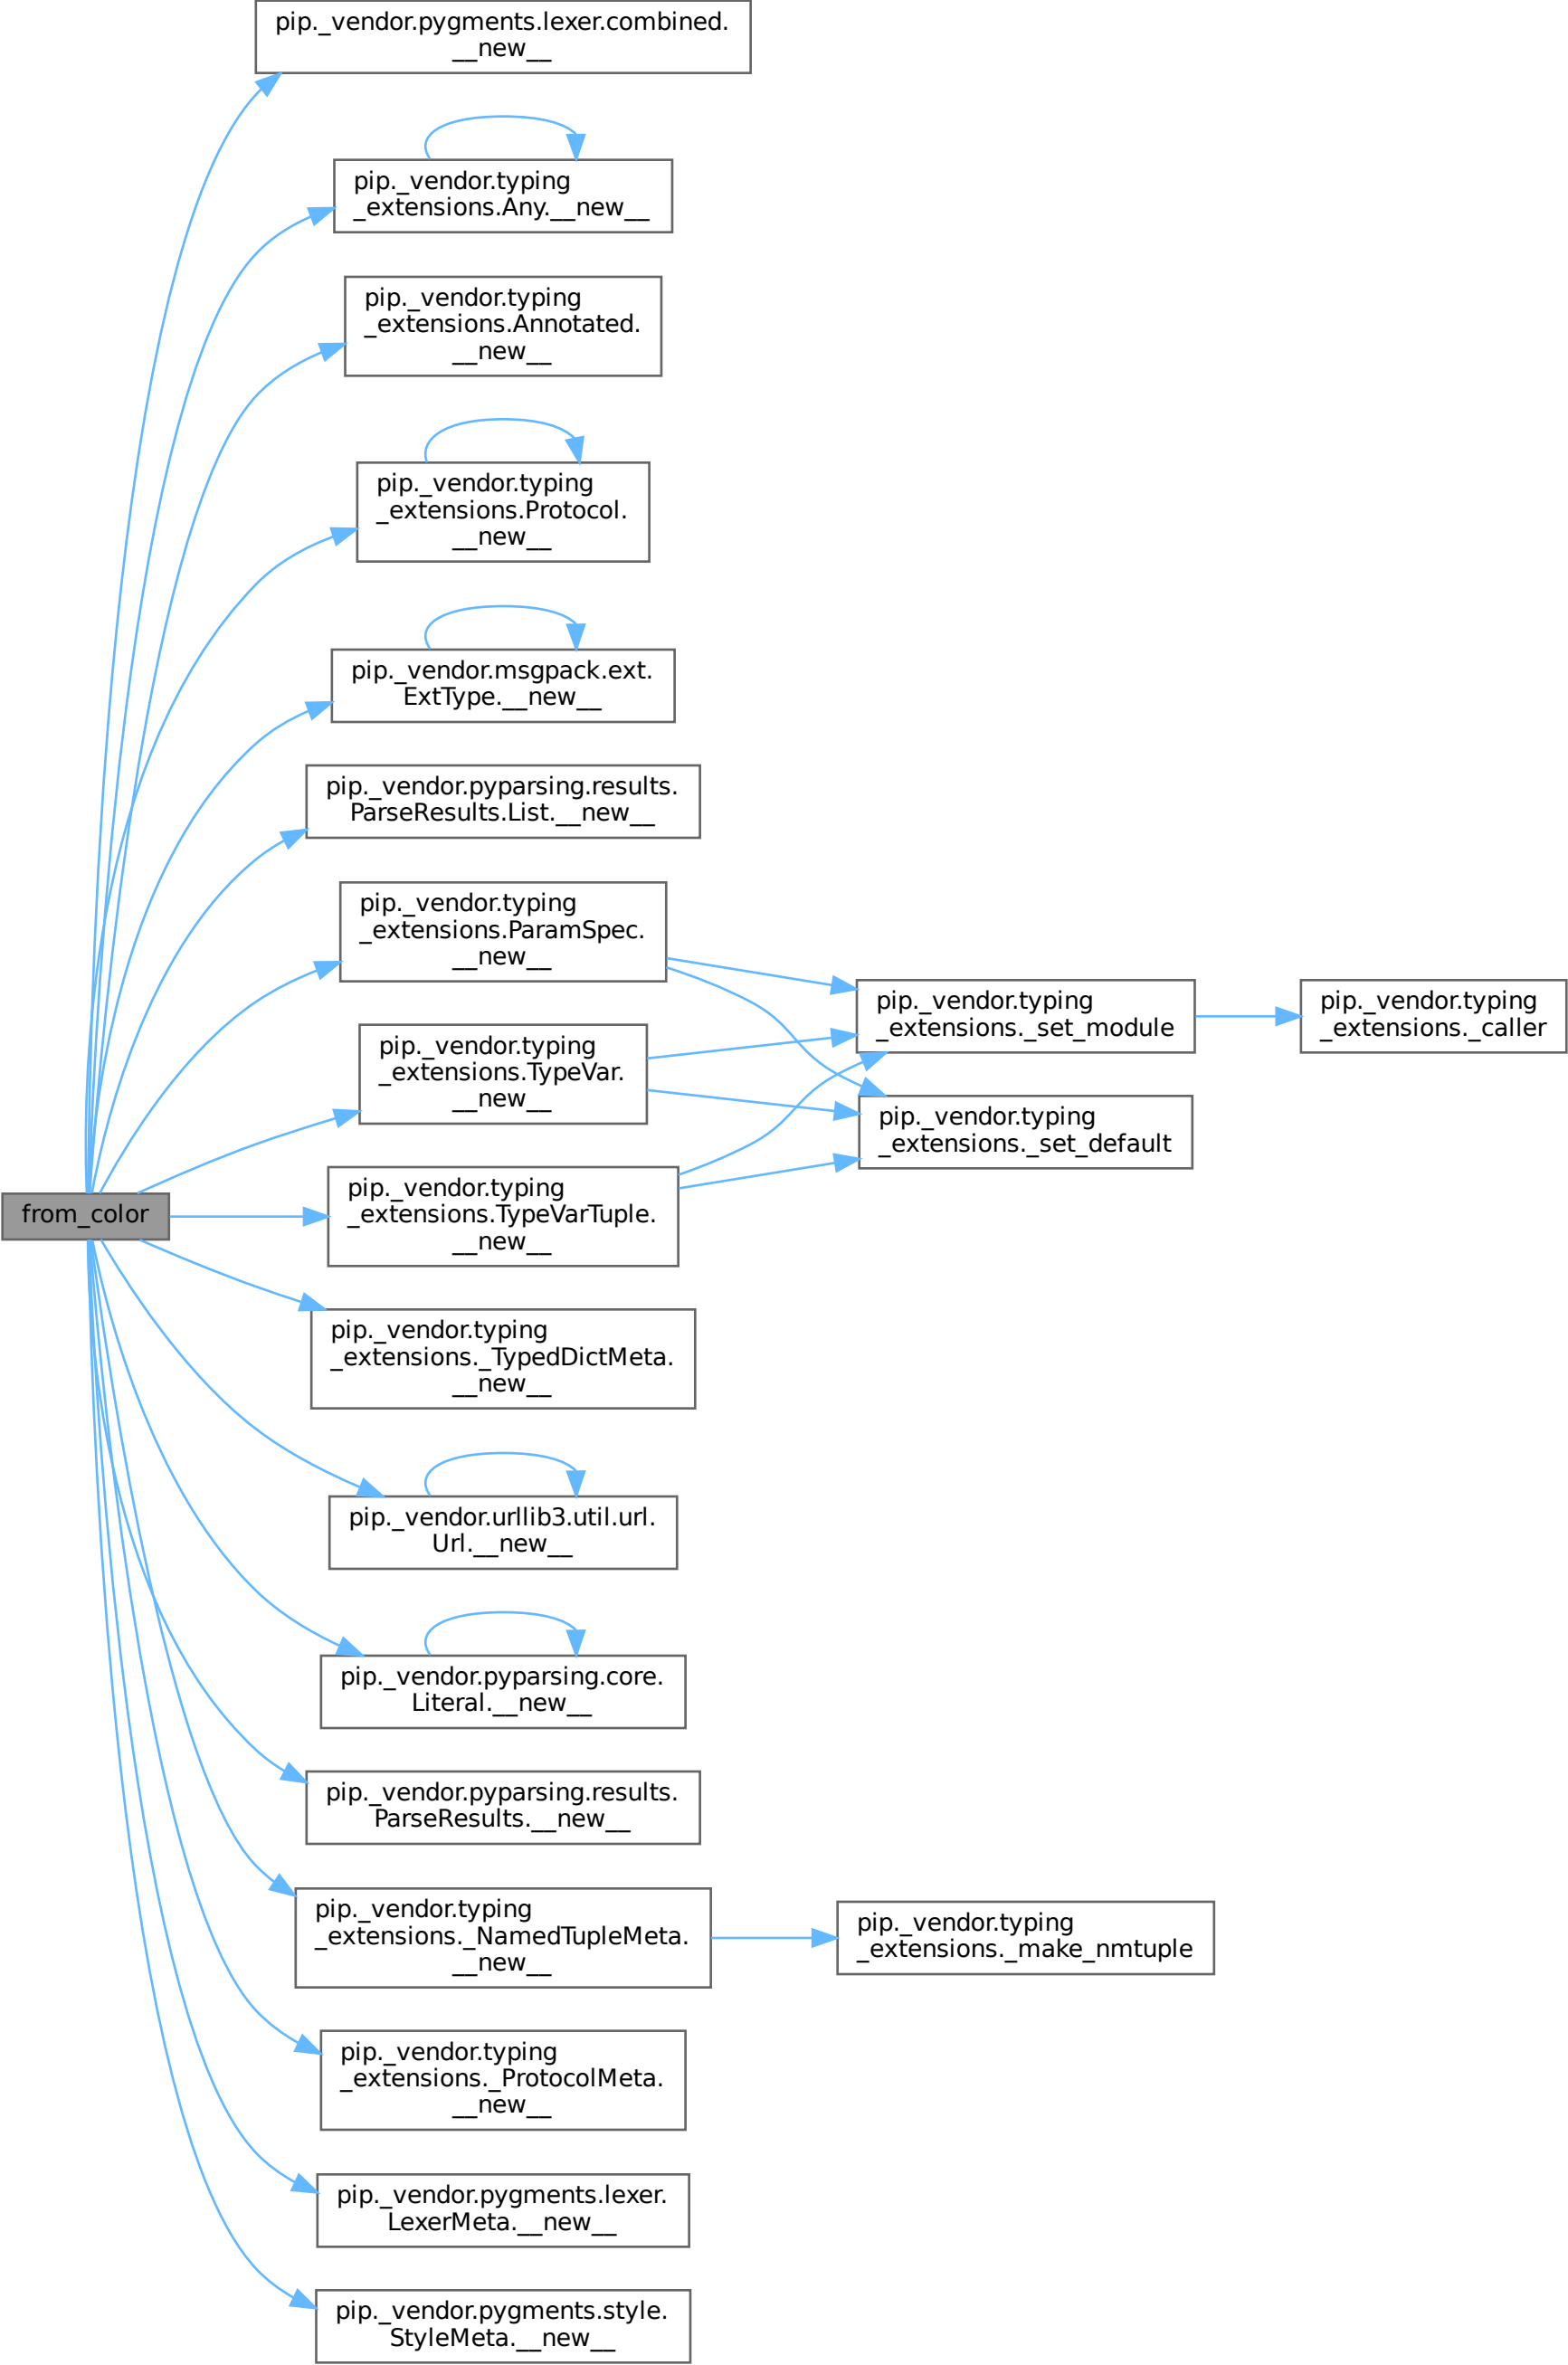 pip._vendor.pygments.lexer.combined.
__new__
pip._vendor.typing
_extensions.Any.__new__
pip._vendor.typing
_extensions.Annotated.
__new__
pip._vendor.typing
_extensions.Protocol.
__new__
pip._vendor.msgpack.ext.
ExtType.__new__
pip._vendor.pyparsing.results.
ParseResults.List.__new__
pip._vendor.typing
_extensions.ParamSpec.
__new__
pip._vendor.typing
_extensions._set_module
pip._vendor.typing
_extensions._caller
pip._vendor.typing
_extensions.TypeVar.
__new__
pip._vendor.typing
_extensions._set_default
from_color
pip._vendor.typing
_extensions.TypeVarTuple.
__new__
pip._vendor.typing
_extensions._TypedDictMeta.
__new__
pip._vendor.urllib3.util.url.
Url.__new__
pip._vendor.pyparsing.core.
Literal.__new__
pip._vendor.pyparsing.results.
ParseResults.__new__
pip._vendor.typing
_extensions._NamedTupleMeta.
__new__
pip._vendor.typing
_extensions._make_nmtuple
pip._vendor.typing
_extensions._ProtocolMeta.
__new__
pip._vendor.pygments.lexer.
LexerMeta.__new__
pip._vendor.pygments.style.
StyleMeta.__new__